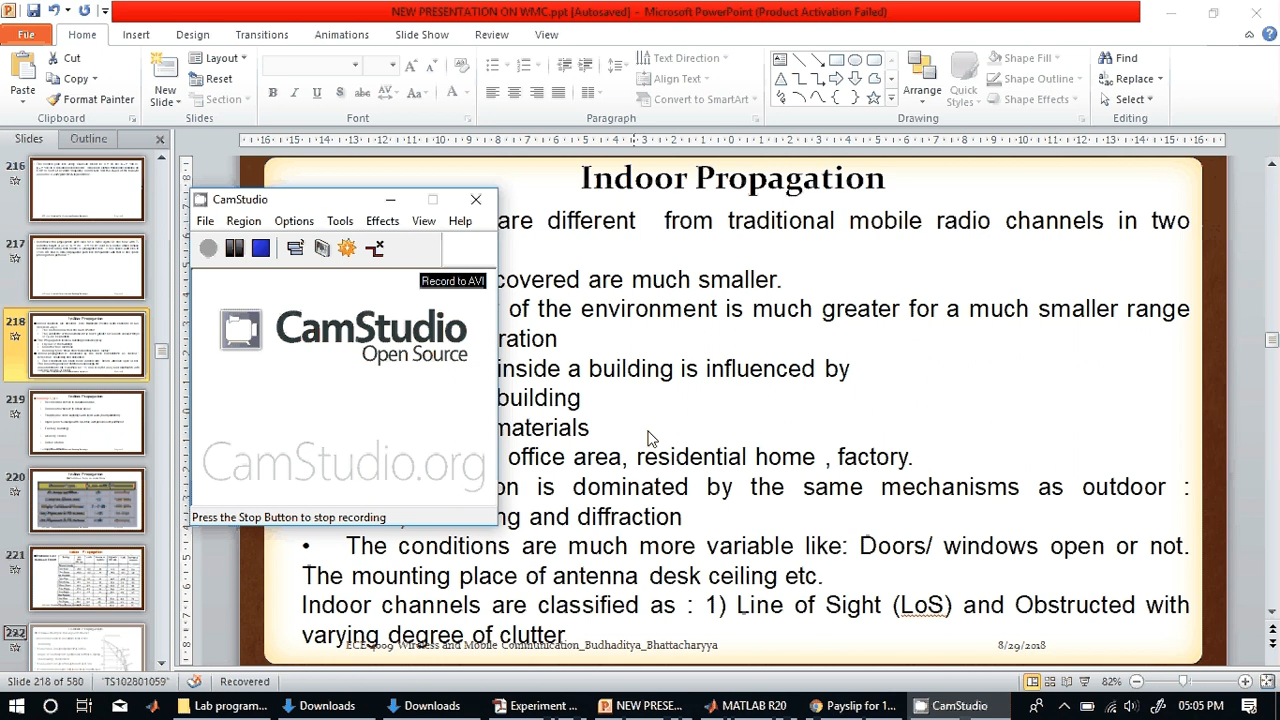 NEW PRESENTATION ON WMC.ppt [Autosaved] – Microsoft PowerPoint (Product Activation Failed)
File Home Insert Design Transitions Animations Slide Show Review View
Paste
Cut
Copy
Format Painter
Clipboard
New
Slide
Layout
Reset
Section
Slides
Font
Text Direction
Align Text
Convert to SmartArt
Paragraph
Arrange
Quick
Styles
Shape Fill
Shape Outline
Shape Effects
Drawing
Find
Replace
Select
Editing
Slides Outline
216
217
218
219
220
221
222
CamStudio
File Region Options Tools Effects View Help
Record to AVI
CamStudio
Open Source
CamStudio.org
Press the Stop Button to stop recording
Indoor Propagation
are different from traditional mobile radio channels in two
covered are much smaller.
of the environment is much greater for a much smaller range
ration
inside a building is influenced by
building
materials
office area, residential home , factory.
is dominated by the same mechanisms as outdoor :
and diffraction
• The conditions are much more variable like: Doors/ windows open or not.
The mounting place of antenna desk ceiling etc.
Indoor channels are classified as : 1) Line of Sight (LoS) and Obstructed with
varying degree of clutter
Wireless and Mobile Communication_Budhaditya_Bhattacharyya 8/29/2018
Slide 218 of 580 "TS102801059" Recovered 82%
Lab program... Downloads Downloads Experiment ... NEW PRESE... MATLAB R20 Payslip for 1... CamStudio 05:05 PM